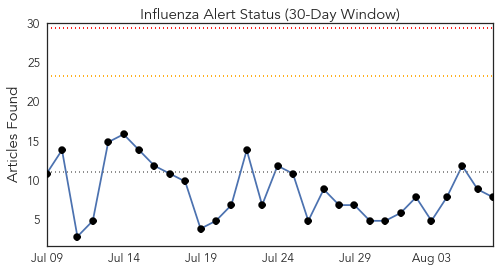 Influenza Alert Status (30-Day Window)
Articles Found
30
25
20
15
10
5
Jul 09 Jul 14 Jul 19 Jul 24 Jul 29 Aug 03